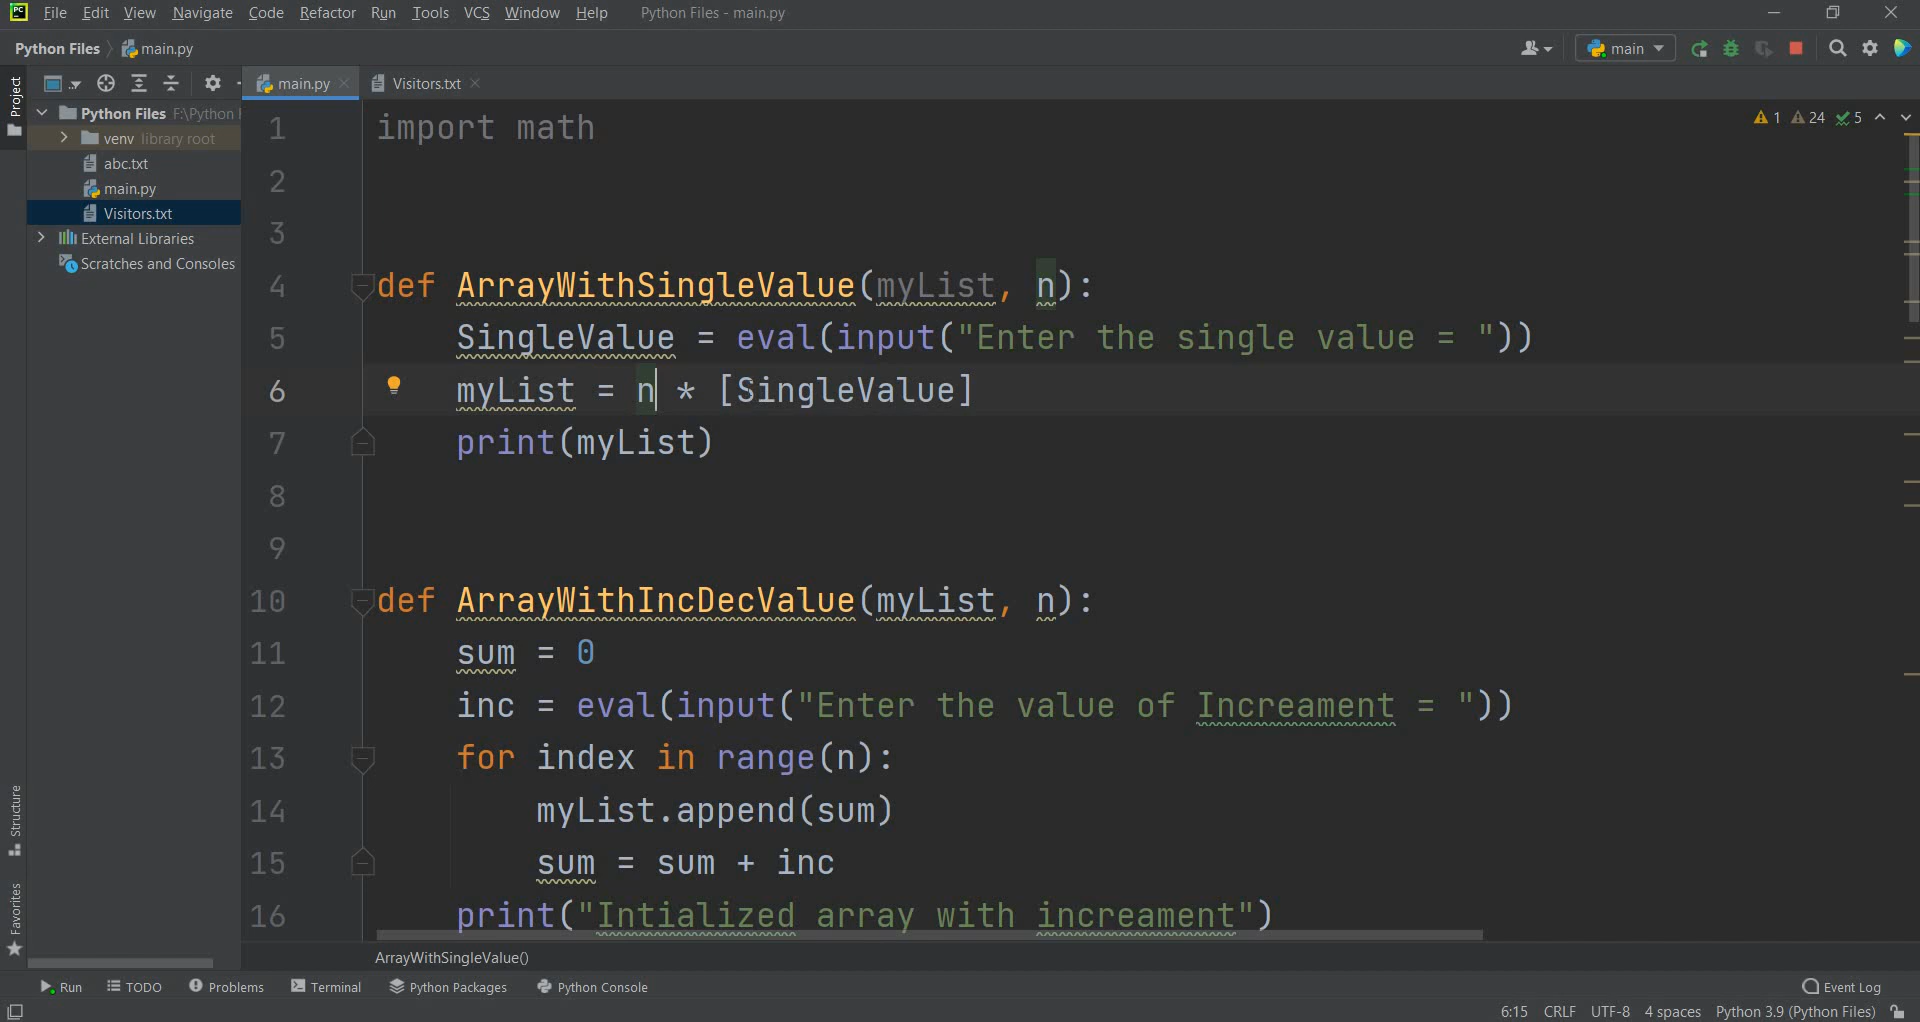 PC File Edit View Navigate Code Refactor Run Tools VCS Window Help Python Files - main.py
Python Files main.py main
Project
main.py Visitors.txt
Python Files F:\Python
venv library root
abc.txt
main.py
Visitors.txt
External Libraries
Scratches and Consoles
1 24 5
1 import math
2
3
4 def ArrayWithSingleValue(myList, n):
5 SingleValue = eval(input("Enter the single value = "))
6 myList = n * [SingleValue]
7 print(myList)
8
9
10 def ArrayWithIncDecValue(myList, n):
11 sum = 0
12 inc = eval(input("Enter the value of Increament = "))
13 for index in range(n):
14 myList.append(sum)
15 sum = sum + inc
16 print("Intialized array with increament")
Structure
Favorites
ArrayWithSingleValue()
Run TODO Problems Terminal Python Packages Python Console Event Log
6:15 CRLF UTF-8 4 spaces Python 3.9 (Python Files)